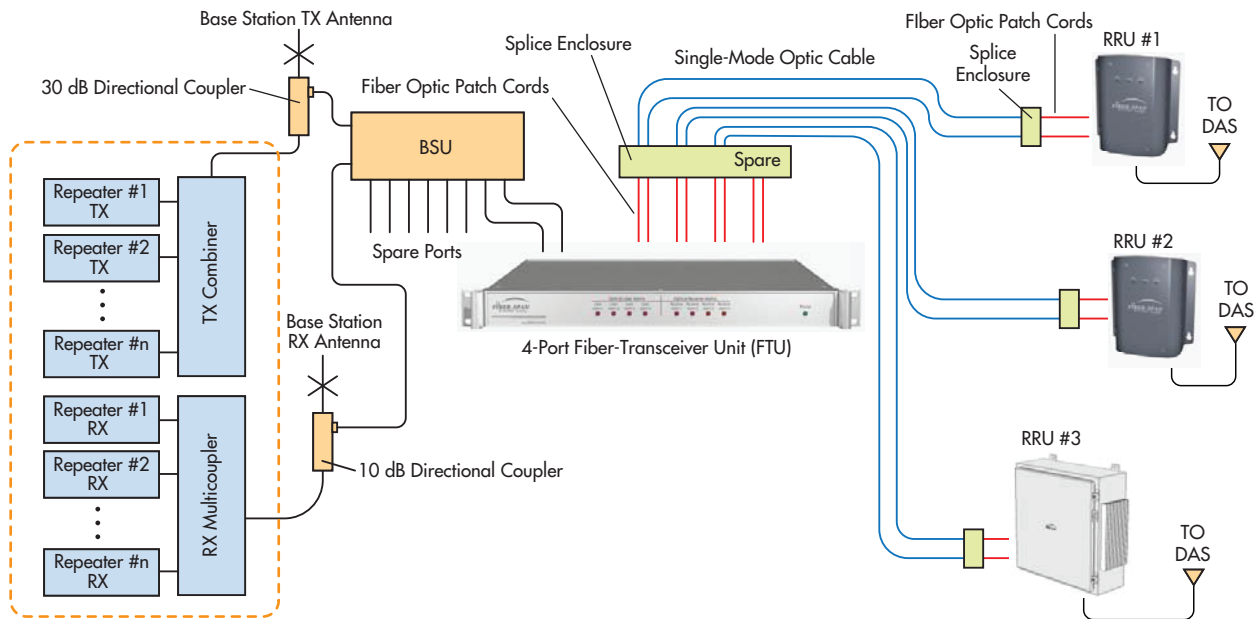 Base Station TX Antenna
30 dB Directional Coupler
Splice Enclosure
Fiber Optic Patch Cords
Single-Mode Optic Cable
FIber Optic Patch Cords
Splice
Enclosure
RRU #1
TO
DAS
BSU
Spare
Spare Ports
Repeater #1
TX
Repeater #2
TX
Repeater #n
TX
TX Combiner
Base Station
RX Antenna
FIBER SPAN
4-Port Fiber-Transceiver Unit (FTU)
RRU #2
TO
DAS
Repeater #1
RX
Repeater #2
RX
Repeater #n
RX
RX Multicoupler
10 dB Directional Coupler
RRU #3
TO
DAS